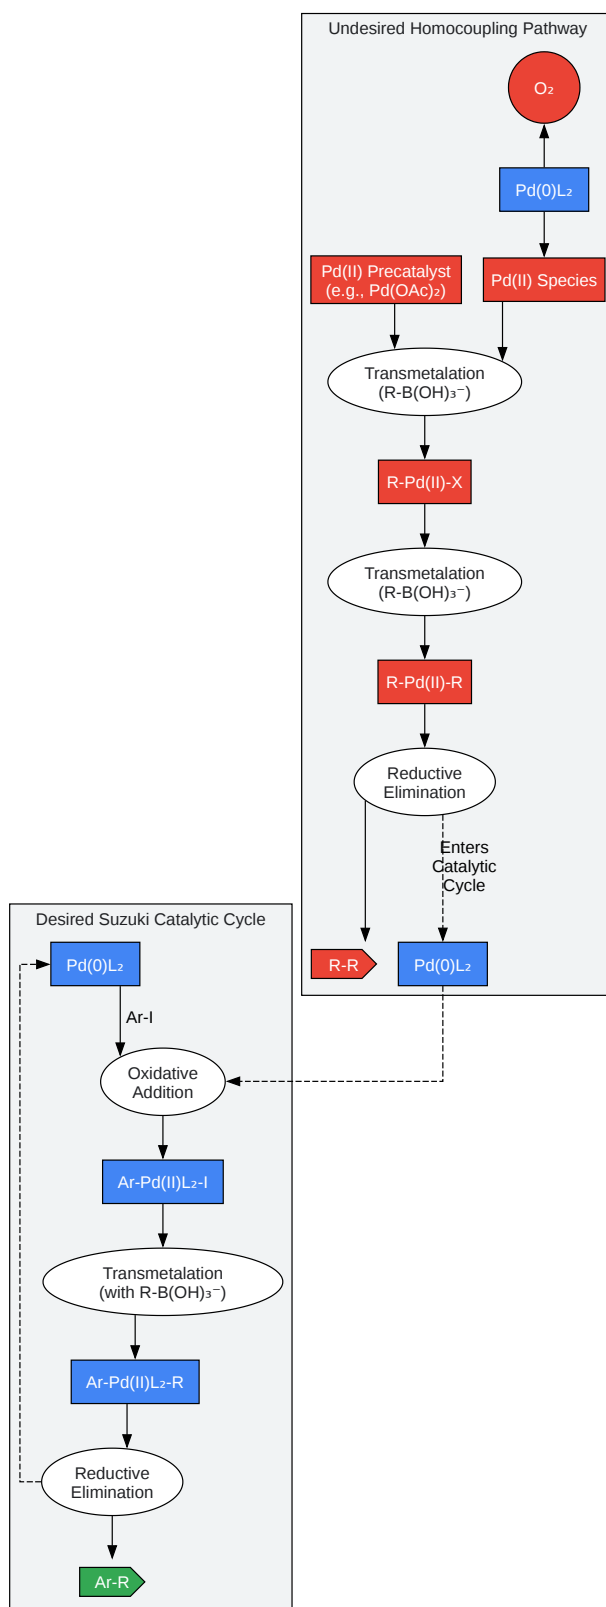 Undesired Homocoupling Pathway
O₂
Pd(0)L₂
Pd(II) Precatalyst
(e.g., Pd(OAc)₂)
Pd(II) Species
Transmetalation
(R-B(OH)₃⁻)
R-Pd(II)-X
Transmetalation
(R-B(OH)₃⁻)
R-Pd(II)-R
Reductive
Elimination
Enters
Catalytic
Cycle
R-R
Pd(0)L₂
Desired Suzuki Catalytic Cycle
Pd(0)L₂
Ar-I
Oxidative
Addition
Ar-Pd(II)L₂-I
Transmetalation
(with R-B(OH)₃⁻)
Ar-Pd(II)L₂-R
Reductive
Elimination
Ar-R